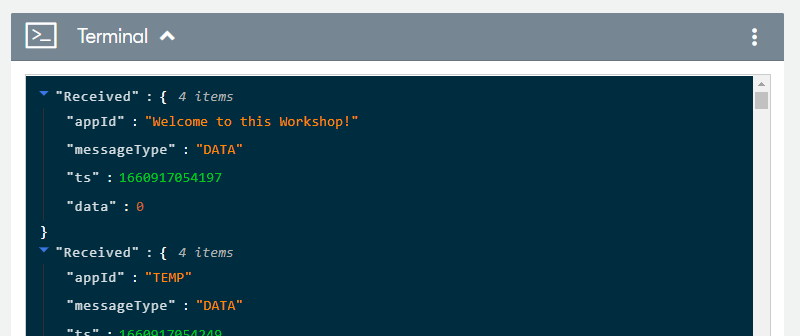 >_ Terminal
"Received" : { 4 items
"appId" : "Welcome to this Workshop!"
"messageType" : "DATA"
"ts" : 1660917054197
"data" : 0
}
"Received" : { 4 items
"appId" : "TEMP"
"messageType" : "DATA"
"ts" : 1660917054249